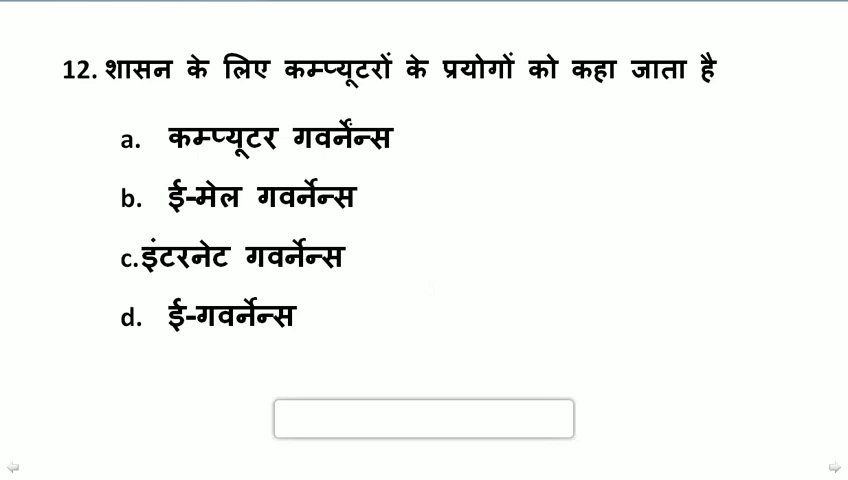 12. शासन के लिए कम्प्यूटरों के प्रयोगों को कहा जाता है
a. कम्प्यूटर गवर्नेंन्स
b. ई-मेल गवर्नेन्स
c.इंटरनेट गवर्नेन्स
d. ई-गवर्नेन्स